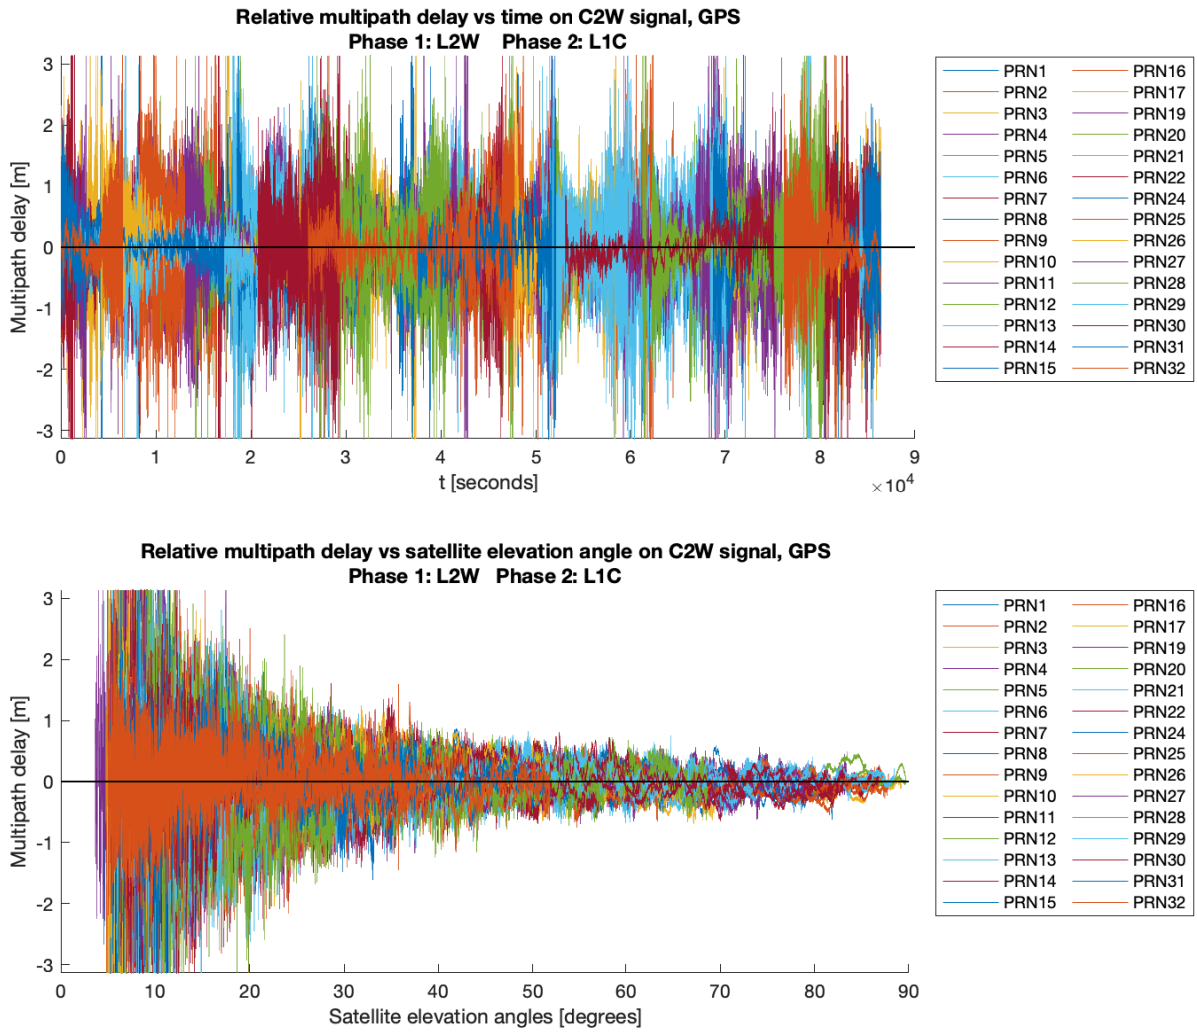 Relative multipath delay vs time on C2W signal, GPS
Phase 1: L2W Phase 2: L1C
3
2
1
0
-1
-2
-3
Multipath delay [m]
0 1 2 3 4 5 6 7 8 9
×10^4
t [seconds]
PRN1 PRN16
PRN2 PRN17
PRN3 PRN19
PRN4 PRN20
PRN5 PRN21
PRN6 PRN22
PRN7 PRN24
PRN8 PRN25
PRN9 PRN26
PRN10 PRN27
PRN11 PRN28
PRN12 PRN29
PRN13 PRN30
PRN14 PRN31
PRN15 PRN32
Relative multipath delay vs satellite elevation angle on C2W signal, GPS
Phase 1: L2W Phase 2: L1C
3
2
1
0
-1
-2
-3
Multipath delay [m]
0 10 20 30 40 50 60 70 80 90
Satellite elevation angles [degrees]
PRN1 PRN16
PRN2 PRN17
PRN3 PRN19
PRN4 PRN20
PRN5 PRN21
PRN6 PRN22
PRN7 PRN24
PRN8 PRN25
PRN9 PRN26
PRN10 PRN27
PRN11 PRN28
PRN12 PRN29
PRN13 PRN30
PRN14 PRN31
PRN15 PRN32